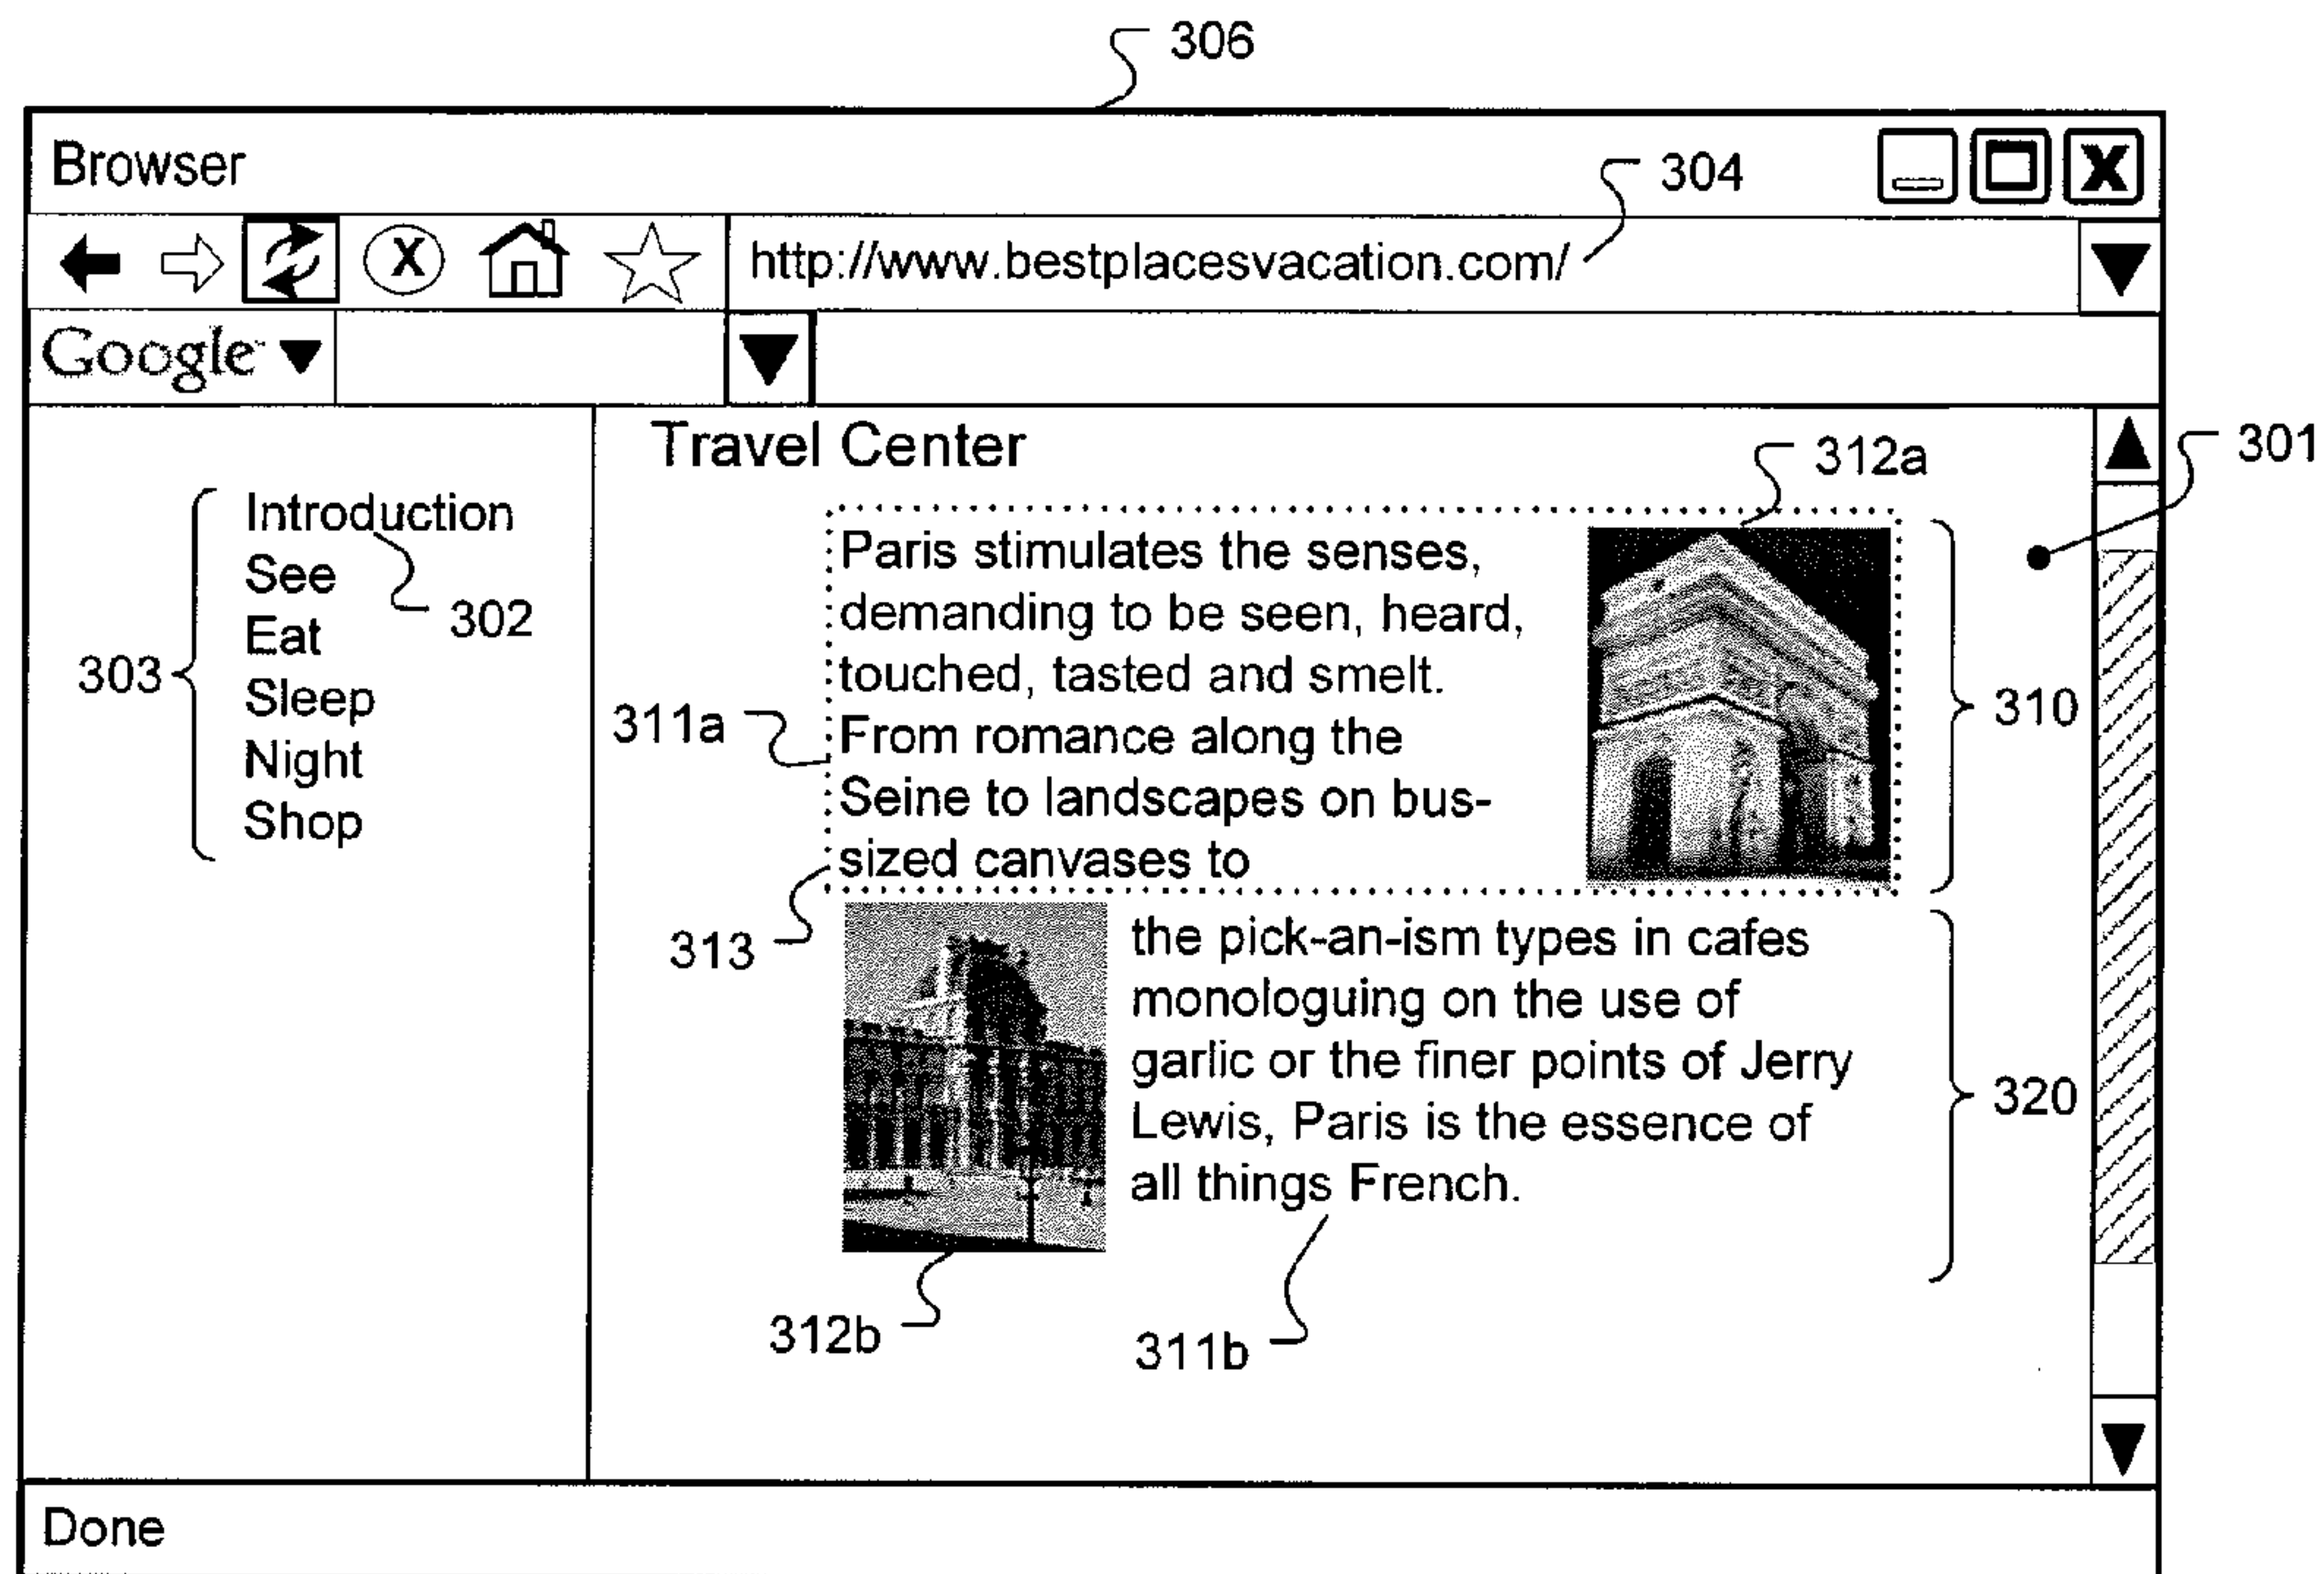 306
Browser
304
X
X
http://www.bestplacesvacation.com/
Google
Travel Center
312a
301
303
Introduction
See
302
Eat
Sleep
Night
Shop
Paris stimulates the senses,
demanding to be seen, heard,
touched, tasted and smelt.
From romance along the
Seine to landscapes on bus-
sized canvases to
311a
310
313
the pick-an-ism types in cafes
monologuing on the use of
garlic or the finer points of Jerry
Lewis, Paris is the essence of
all things French.
320
312b
311b
Done